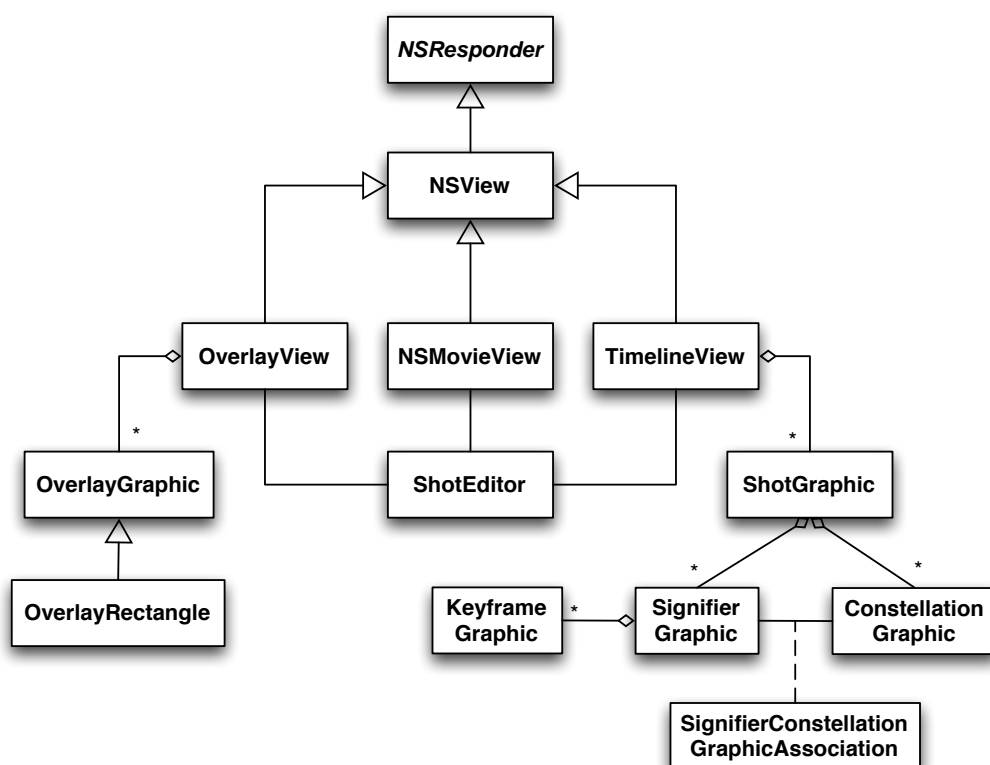 NSResponder
NSView
OverlayView
NSMovieView
TimelineView
*
*
OverlayGraphic
ShotEditor
ShotGraphic
*
*
OverlayRectangle
Keyframe
Graphic
*
Signifier
Graphic
Constellation
Graphic
SignifierConstellation
GraphicAssociation